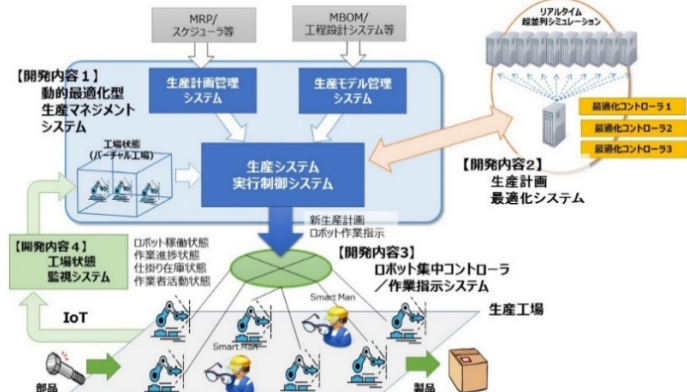 MRP/
スケジューラ等
MBOM/
工程設計システム等
リアルタイム
超並列シミュレーション
【開発内容1】
動的最適化型
生産マネジメント
システム
生産計画管理
システム
生産モデル管理
システム
最適化コントローラ1
最適化コントローラ2
最適化コントローラ3
工場状態
(バーチャル工場)
生産システム
実行制御システム
【開発内容2】
生産計画
最適化システム
新生産計画
ロボット作業指示
【開発内容4】
工場状態
監視システム
ロボット稼働状態
作業進捗状態
仕掛り在庫状態
作業者活動状態
【開発内容3】
ロボット集中コントローラ
/作業指示システム
IoT
Smart Man
生産工場
Smart Man
部品
製品